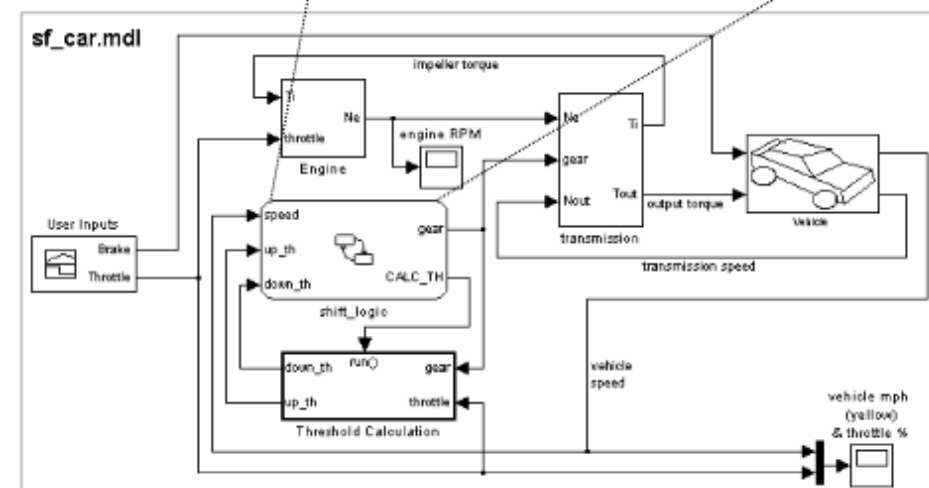 sf_car.mdl
impeller torque
Ti
Ne
throttle
Engine
engine RPM
Ne
Ti
gear
Nout
Tout
transmission
output torque
Vehicle
transmission speed
User Inputs
Brake
Throttle
speed
gear
up_th
down_th
CALC_TH
shift_logic
run()
down_th
gear
up_th
throttle
Threshold Calculation
vehicle
speed
vehicle mph
(yellow)
& throttle %